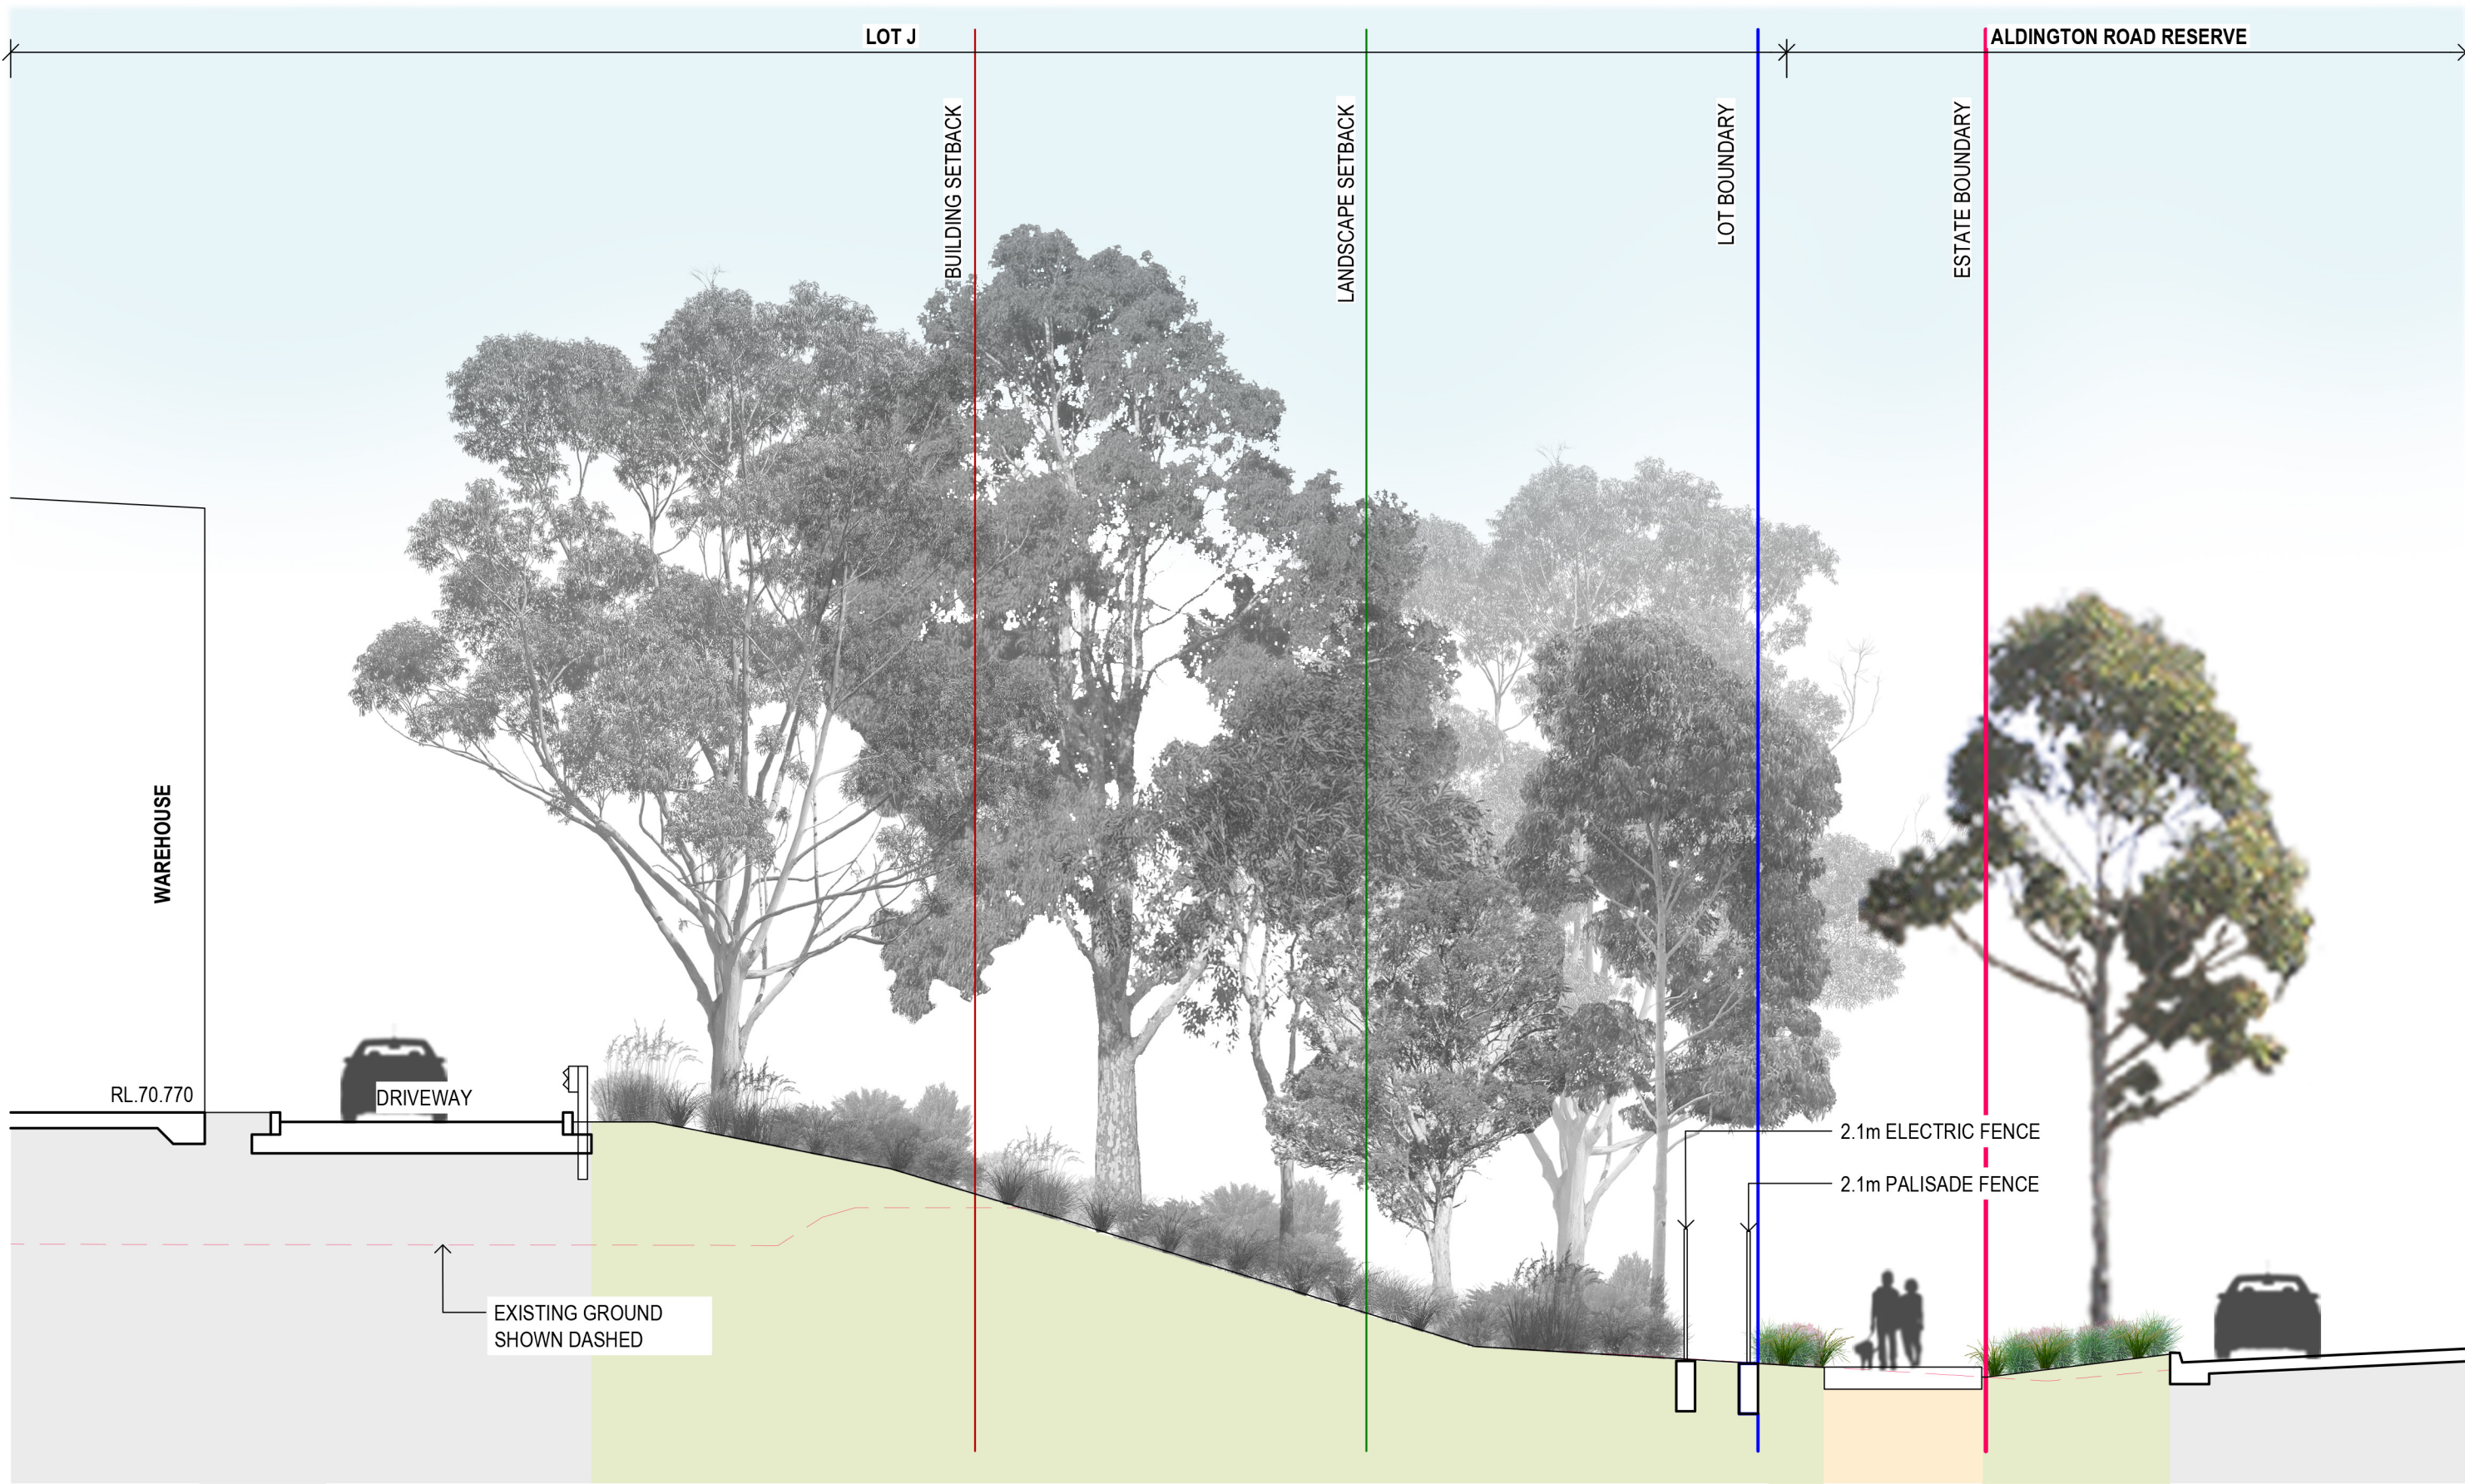 LOT J
ALDINGTON ROAD RESERVE
BUILDING SETBACK
LANDSCAPE SETBACK
LOT BOUNDARY
ESTATE BOUNDARY
WAREHOUSE
RL.70.770
DRIVEWAY
2.1m ELECTRIC FENCE
2.1m PALISADE FENCE
EXISTING GROUND
SHOWN DASHED